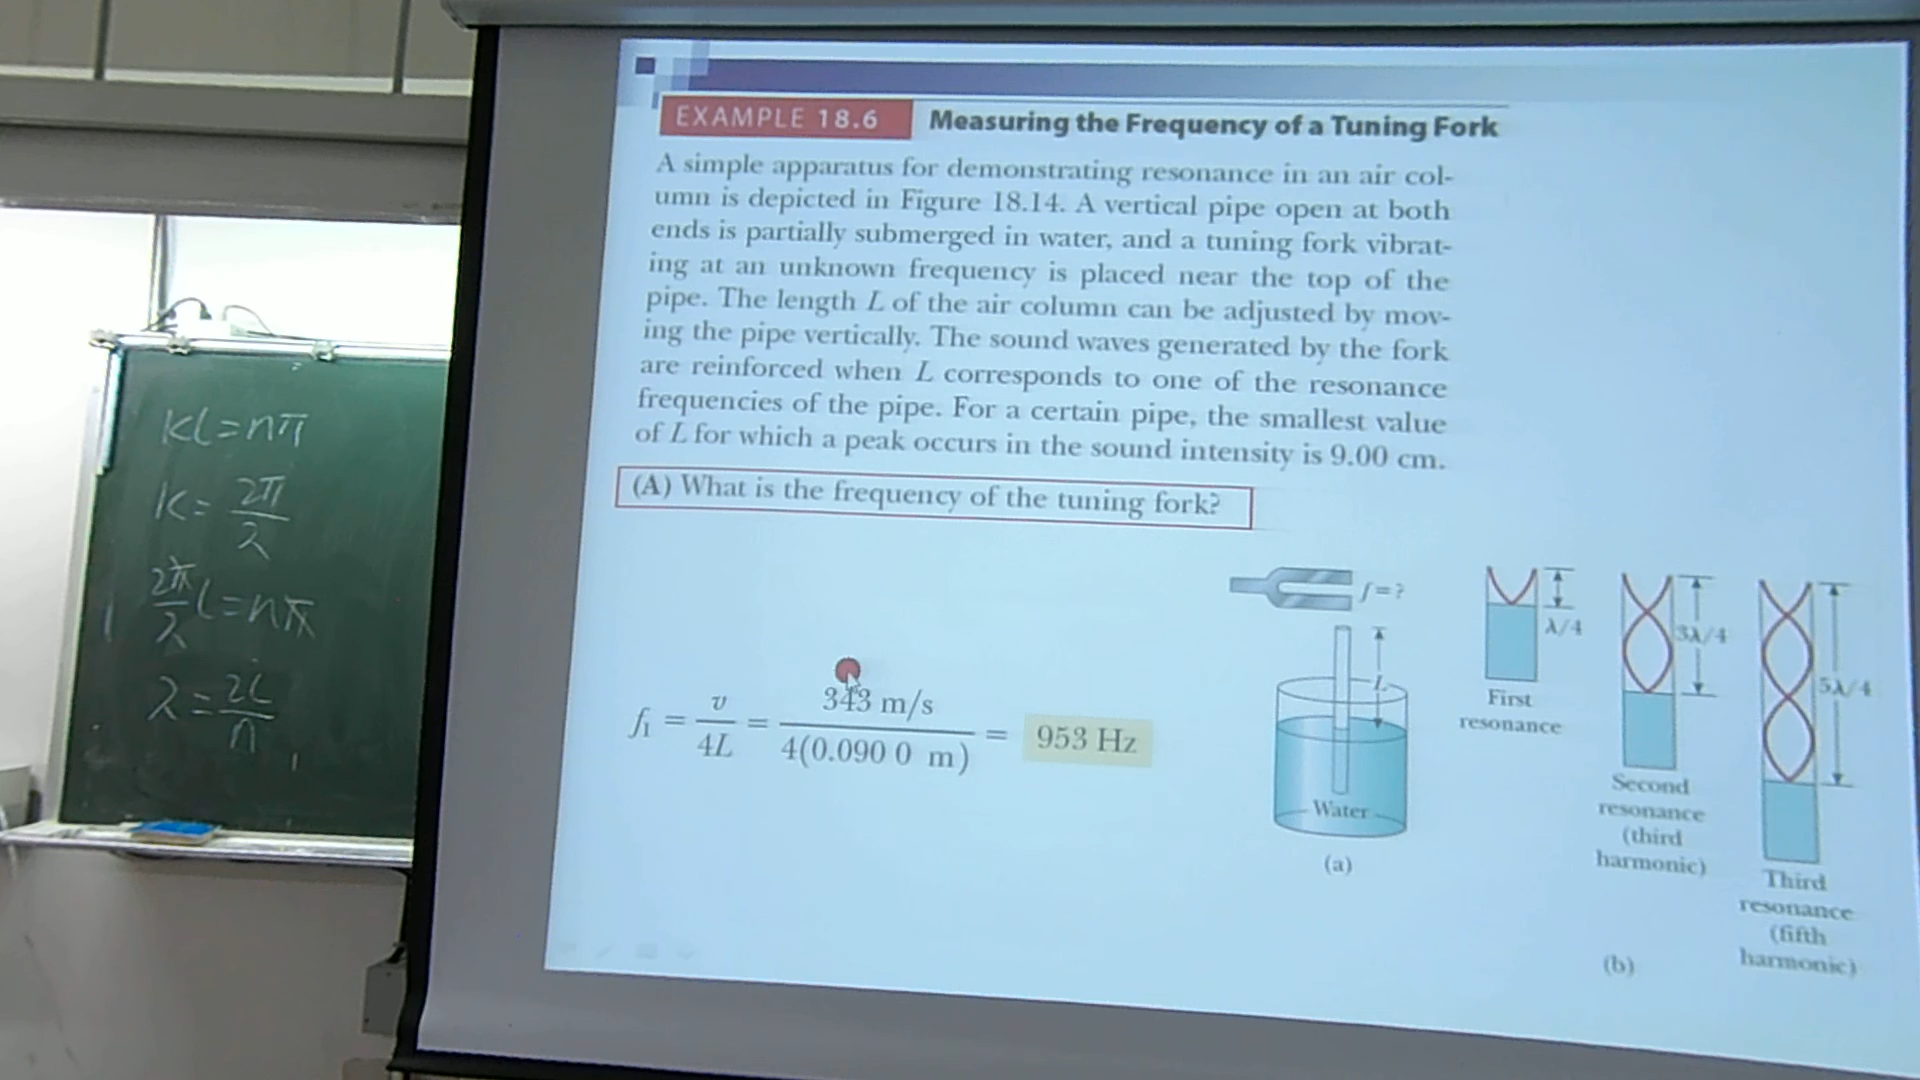 KL=nπ
K=2π/λ
2π/λ L=nπ
λ=2L/n
EXAMPLE 18.6 Measuring the Frequency of a Tuning Fork
A simple apparatus for demonstrating resonance in an air col-
umn is depicted in Figure 18.14. A vertical pipe open at both
ends is partially submerged in water, and a tuning fork vibrat-
ing at an unknown frequency is placed near the top of the
pipe. The length L of the air column can be adjusted by mov-
ing the pipe vertically. The sound waves generated by the fork
are reinforced when L corresponds to one of the resonance
frequencies of the pipe. For a certain pipe, the smallest value
of L for which a peak occurs in the sound intensity is 9.00 cm.
(A) What is the frequency of the tuning fork?
f₁ = v/4L = 343 m/s / 4(0.090 0 m) = 953 Hz
f=?
L
Water
(a)
λ/4
First
resonance
3λ/4
Second
resonance
(third
harmonic)
5λ/4
Third
resonance
(fifth
harmonic)
(b)